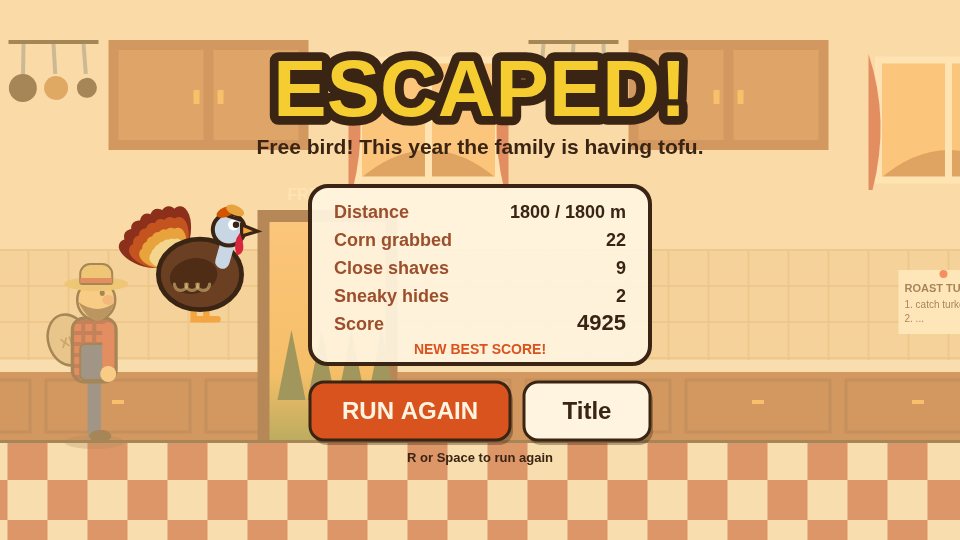 ESCAPED!
Free bird! This year the family is having tofu.
FR
Distance 1800 / 1800 m
Corn grabbed 22
Close shaves 9
Sneaky hides 2
Score 4925
NEW BEST SCORE!
ROAST TU
1. catch turk
2. ...
RUN AGAIN
Title
R or Space to run again